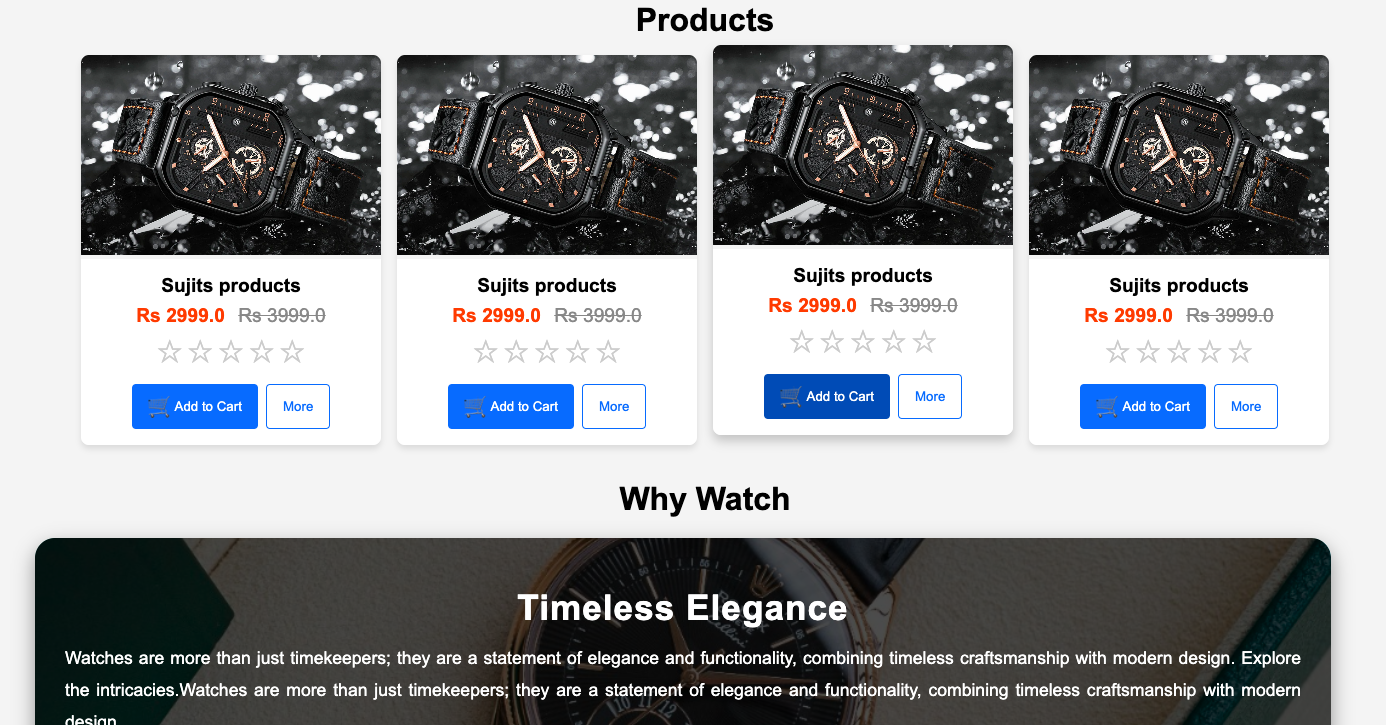 Products
Sujits products
Rs 2999.0 Rs 3999.0
Add to Cart More
Sujits products
Rs 2999.0 Rs 3999.0
Add to Cart More
Sujits products
Rs 2999.0 Rs 3999.0
Add to Cart More
Sujits products
Rs 2999.0 Rs 3999.0
Add to Cart More
Why Watch
Timeless Elegance
Watches are more than just timekeepers; they are a statement of elegance and functionality, combining timeless craftsmanship with modern design. Explore
the intricacies.Watches are more than just timekeepers; they are a statement of elegance and functionality, combining timeless craftsmanship with modern
design.